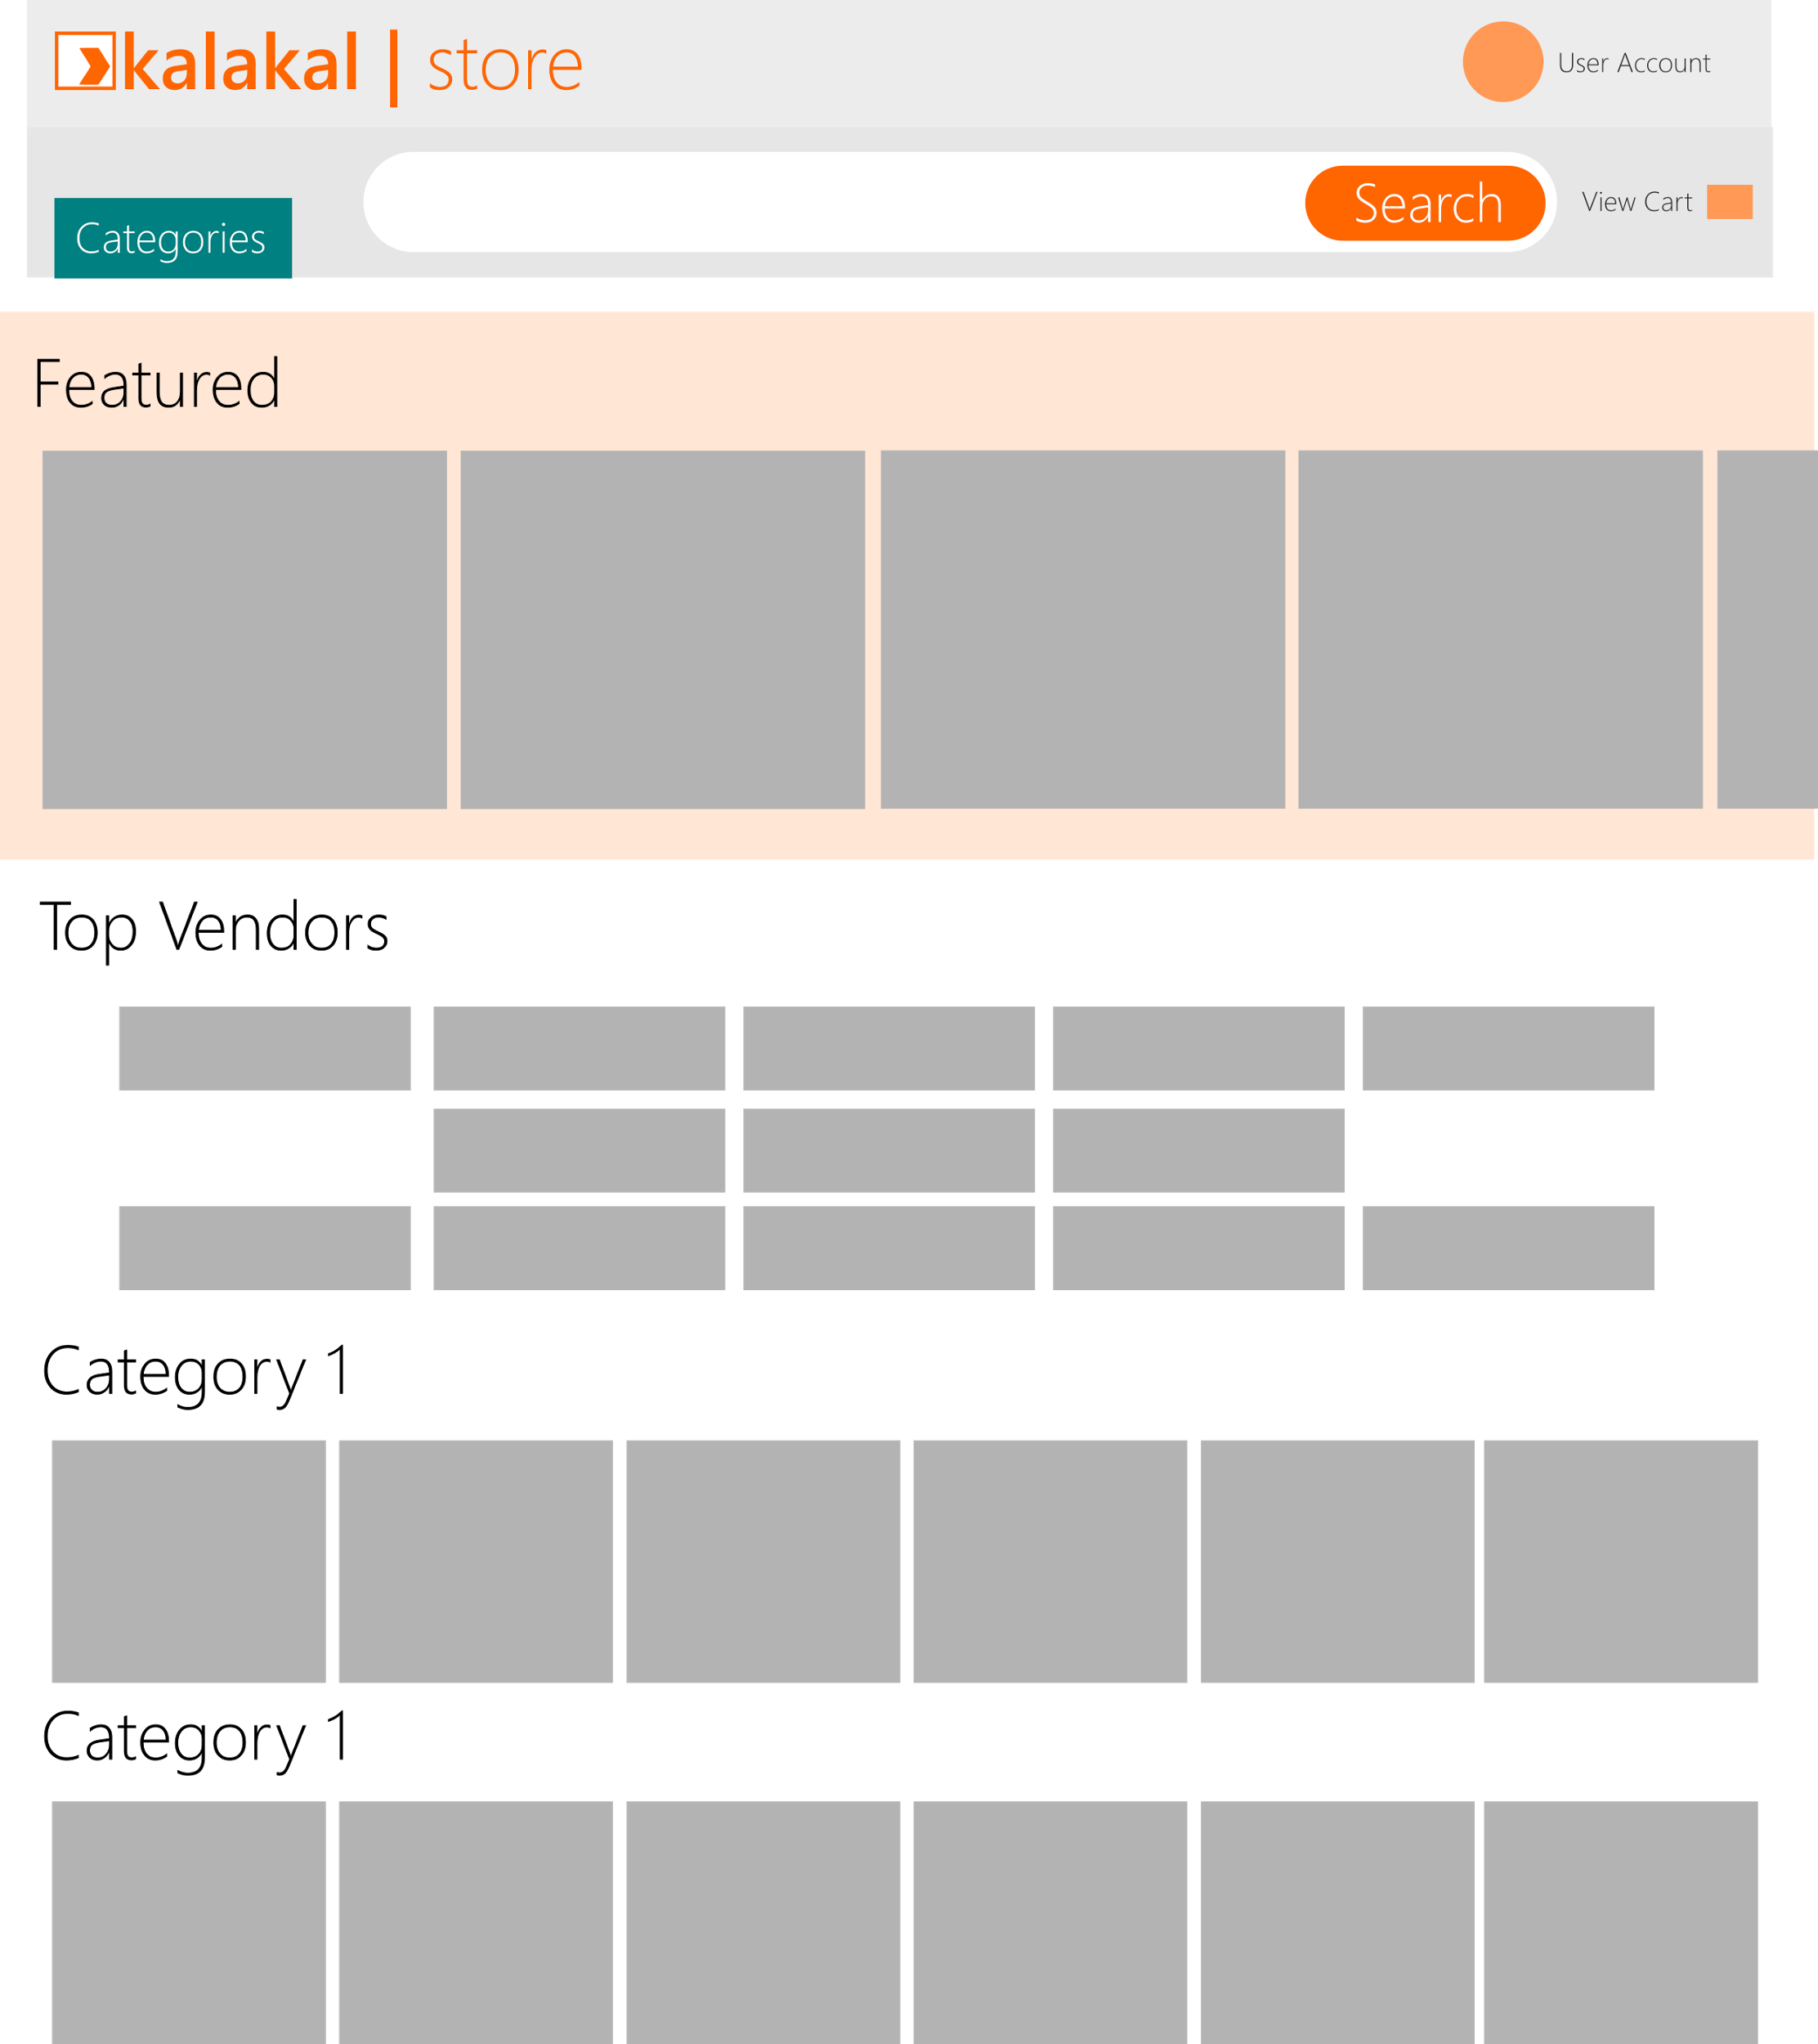 kalakal | store
User Account
Search
View Cart
Categories
Featured
Top Vendors
Category 1
Category 1